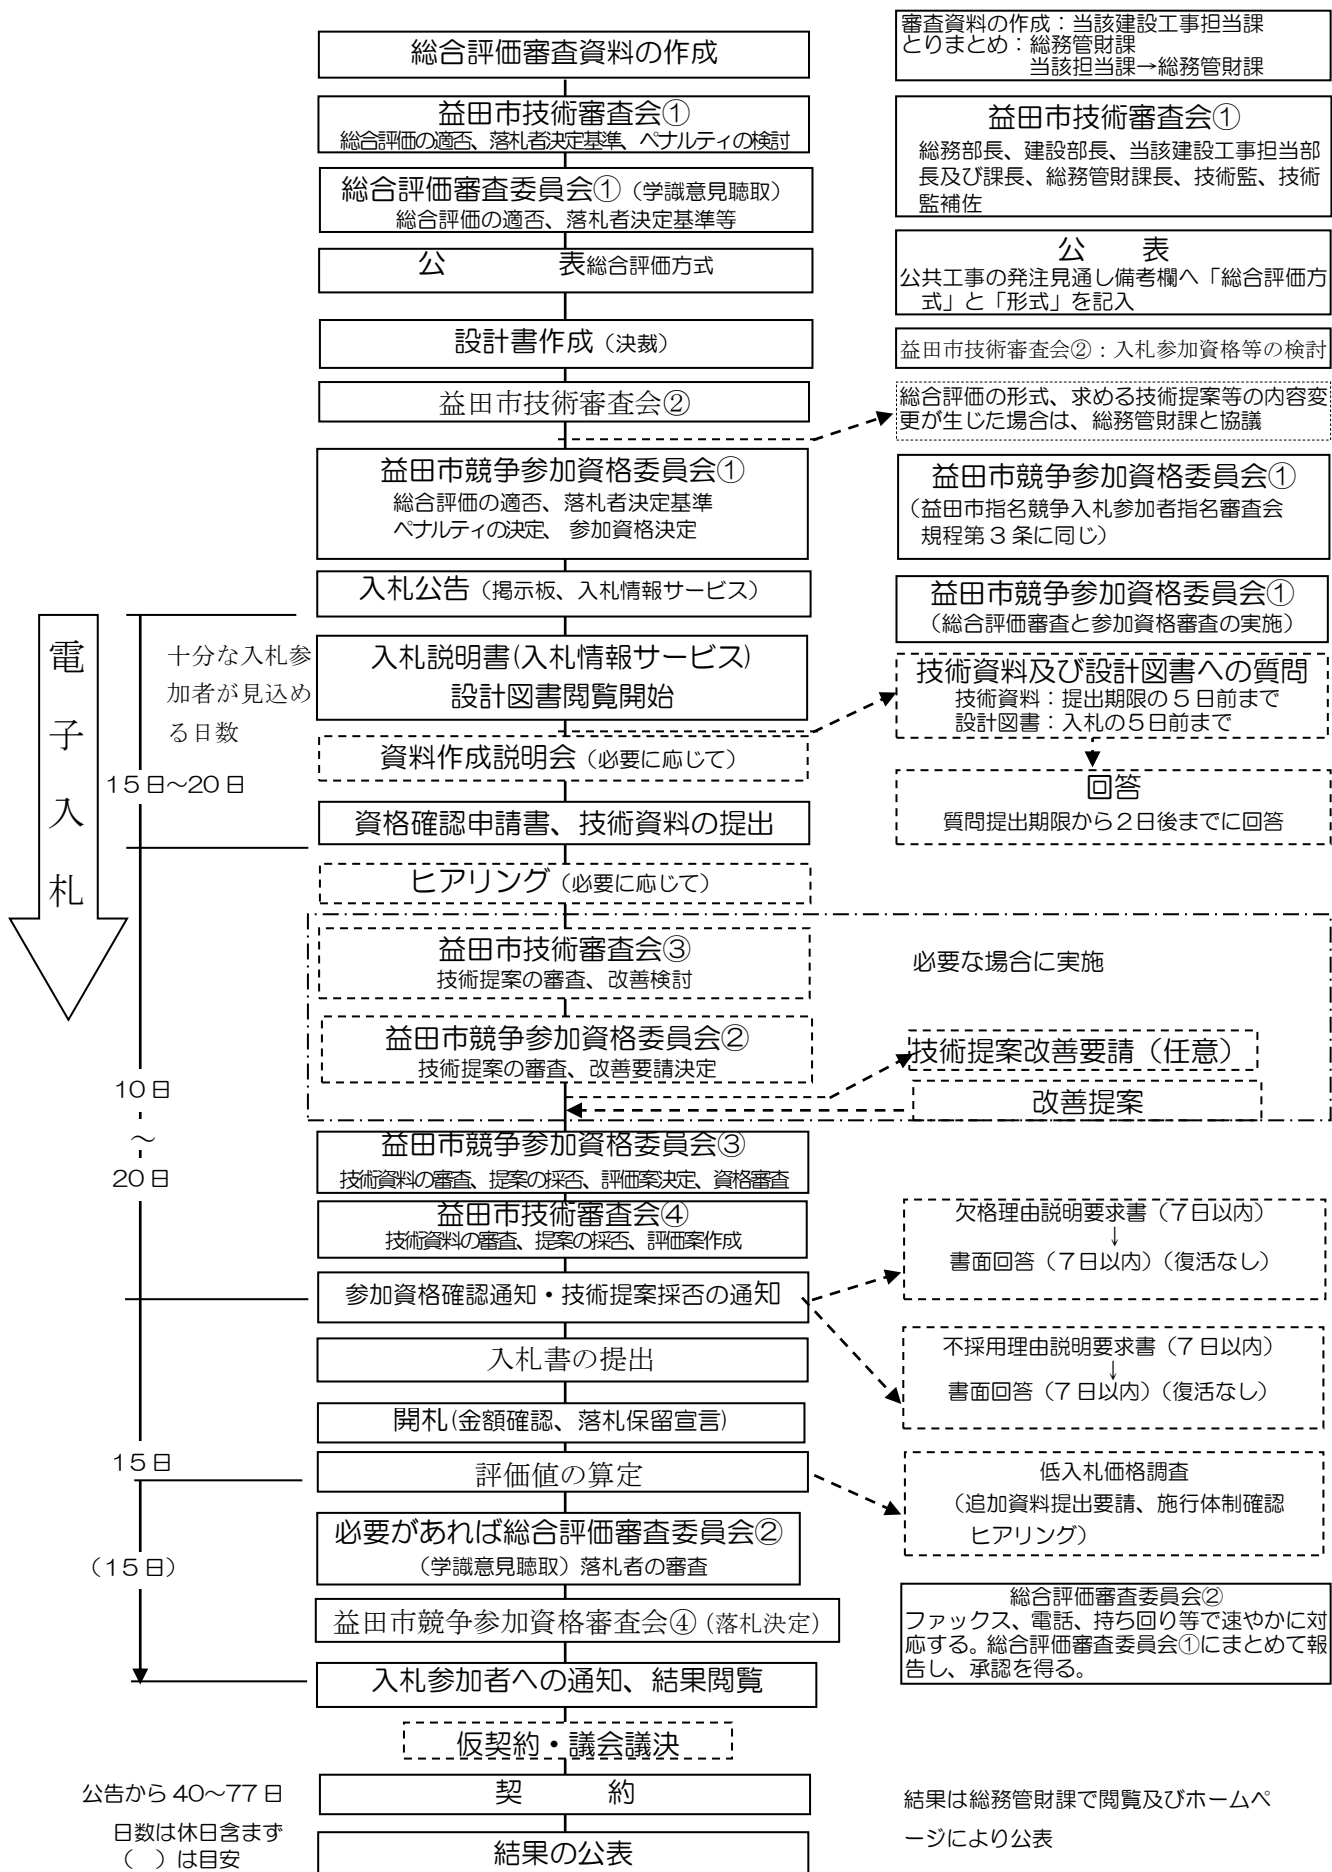 総合評価審査資料の作成
審査資料の作成：当該建設工事担当課
とりまとめ：総務管財課
当該担当課→総務管財課
益田市技術審査会①
総合評価の適否、落札者決定基準、ペナルティの検討
益田市技術審査会①
総務部長、建設部長、当該建設工事担当部
長及び課長、総務管財課長、技術監、技術
監補佐
総合評価審査委員会①（学識意見聴取）
総合評価の適否、落札者決定基準等
公　　　表総合評価方式
公　　表
公共工事の発注見通し備考欄へ「総合評価方
式」と「形式」を記入
設計書作成（決裁）
益田市技術審査会②：入札参加資格等の検討
益田市技術審査会②
総合評価の形式、求める技術提案等の内容変
更が生じた場合は、総務管財課と協議
益田市競争参加資格委員会①
総合評価の適否、落札者決定基準
ペナルティの決定、参加資格決定
益田市競争参加資格委員会①
（益田市指名競争入札参加者指名審査会
規程第３条に同じ）
入札公告（掲示板、入札情報サービス）
益田市競争参加資格委員会①
（総合評価審査と参加資格審査の実施）
電子入札
十分な入札参
加者が見込め
る日数
15日～20日
入札説明書(入札情報サービス)
設計図書閲覧開始
技術資料及び設計図書への質問
技術資料：提出期限の５日前まで
設計図書：入札の５日前まで
資料作成説明会（必要に応じて）
回答
質問提出期限から２日後までに回答
資格確認申請書、技術資料の提出
ヒアリング（必要に応じて）
益田市技術審査会③
技術提案の審査、改善検討
必要な場合に実施
益田市競争参加資格委員会②
技術提案の審査、改善要請決定
技術提案改善要請（任意）
改善提案
10日
～
20日
益田市競争参加資格委員会③
技術資料の審査、提案の採否、評価案決定、資格審査
益田市技術審査会④
技術資料の審査、提案の採否、評価案作成
欠格理由説明要求書（７日以内）
↓
書面回答（７日以内）（復活なし）
参加資格確認通知・技術提案採否の通知
入札書の提出
不採用理由説明要求書（７日以内）
↓
書面回答（７日以内）（復活なし）
開札(金額確認、落札保留宣言)
15日
評価値の算定
低入札価格調査
（追加資料提出要請、施行体制確認
ヒアリング）
必要があれば総合評価審査委員会②
（学識意見聴取）落札者の審査
（15日）
益田市競争参加資格審査会④（落札決定）
総合評価審査委員会②
ファックス、電話、持ち回り等で速やかに対
応する。総合評価審査委員会①にまとめて報
告し、承認を得る。
入札参加者への通知、結果閲覧
仮契約・議会議決
公告から 40～77日
契　　約
日数は休日含まず
（　）は目安
結果の公表
結果は総務管財課で閲覧及びホームペ
ージにより公表